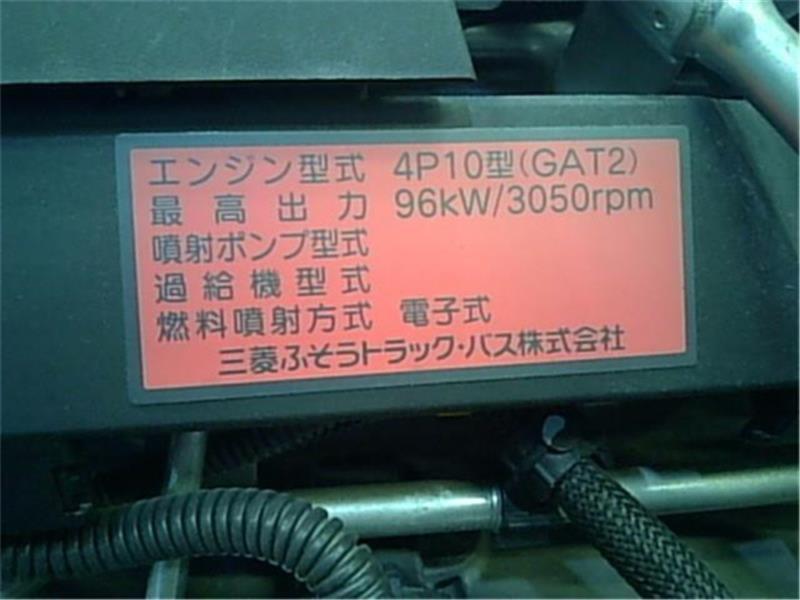 エンジン型式 4P10型(GAT2)
最高出力 96kW/3050rpm
噴射ポンプ型式
過給機型式
燃料噴射方式 電子式
三菱ふそうトラック・バス株式会社